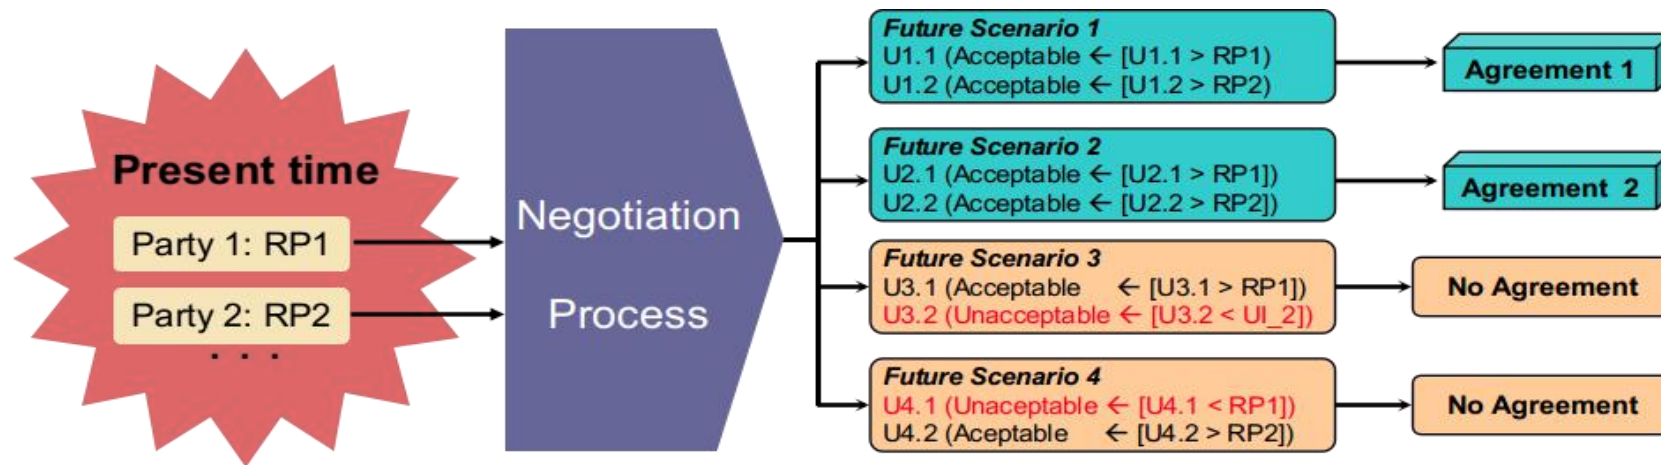 Present time
Party 1: RP1
Party 2: RP2
. . .
Negotiation
Process
Future Scenario 1
U1.1 (Acceptable ← [U1.1 > RP1)
U1.2 (Acceptable ← [U1.2 > RP2)
Agreement 1
Future Scenario 2
U2.1 (Acceptable ← [U2.1 > RP1])
U2.2 (Acceptable ← [U2.2 > RP2])
Agreement 2
Future Scenario 3
U3.1 (Acceptable ← [U3.1 > RP1])
U3.2 (Unacceptable ← [U3.2 < UI_2])
No Agreement
Future Scenario 4
U4.1 (Unaceptable ← [U4.1 < RP1])
U4.2 (Aceptable ← [U4.2 > RP2])
No Agreement